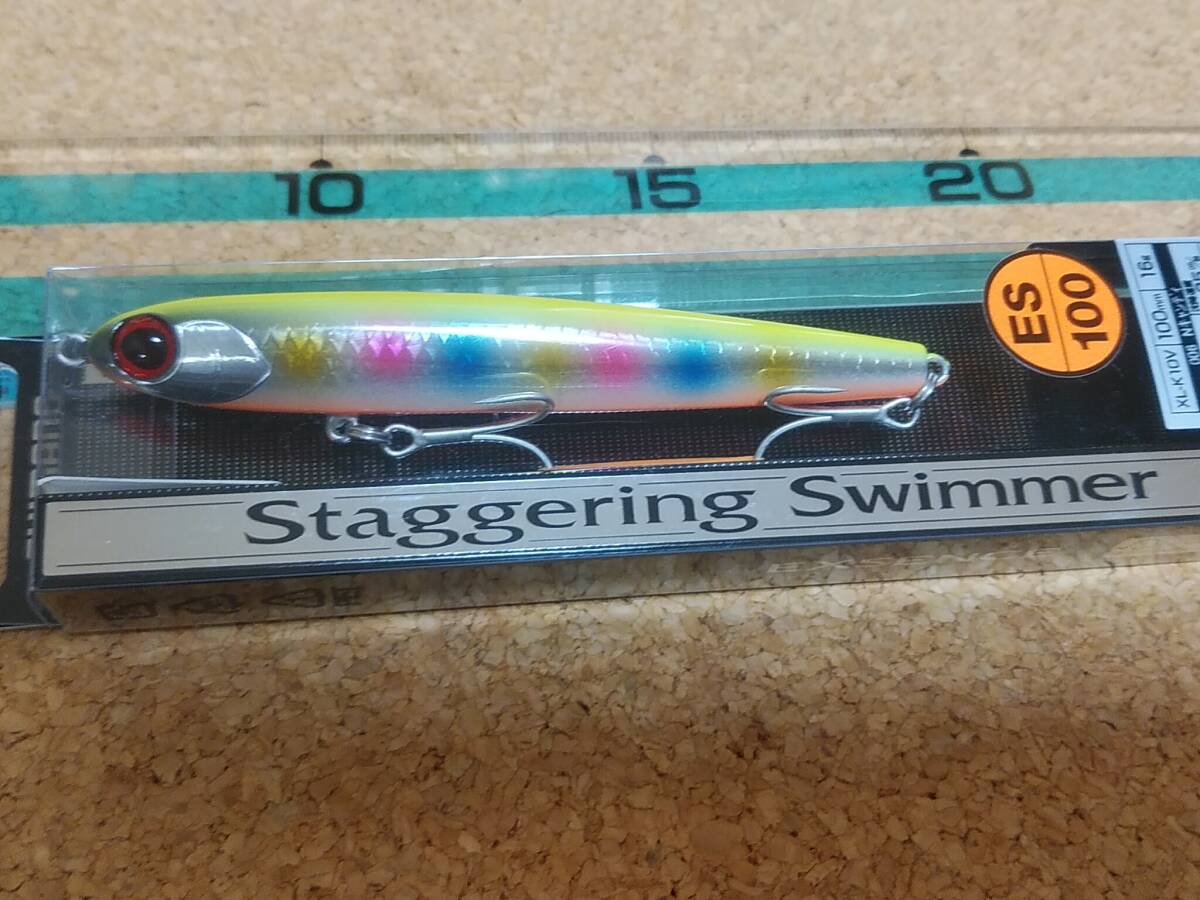 10 15 20
ES
100
XL-K10V 100mm 16g
Staggering Swimmer